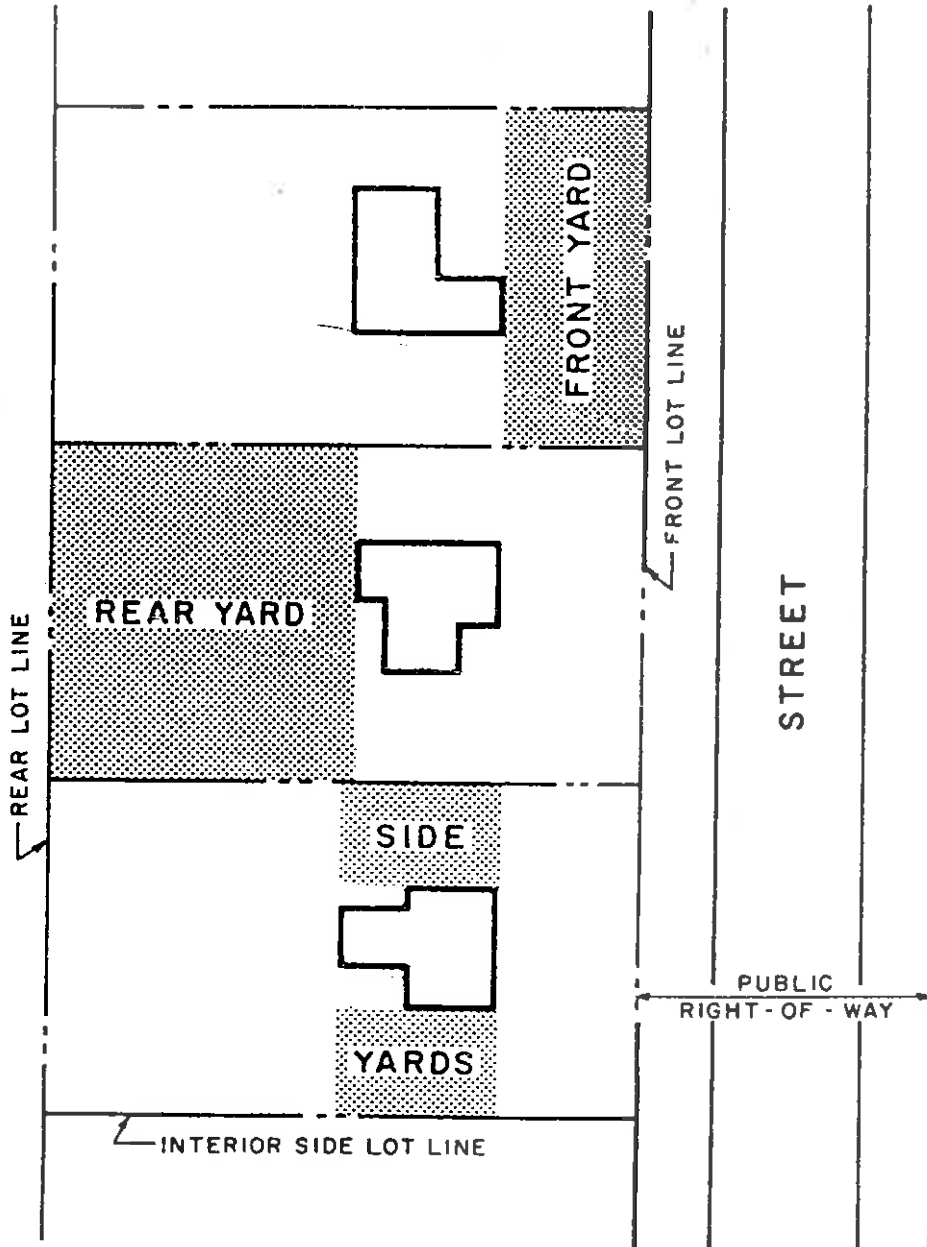 FRONT YARD
FRONT LOT LINE
REAR YARD
REAR LOT LINE
STREET
SIDE
YARDS
PUBLIC
RIGHT-OF-WAY
INTERIOR SIDE LOT LINE